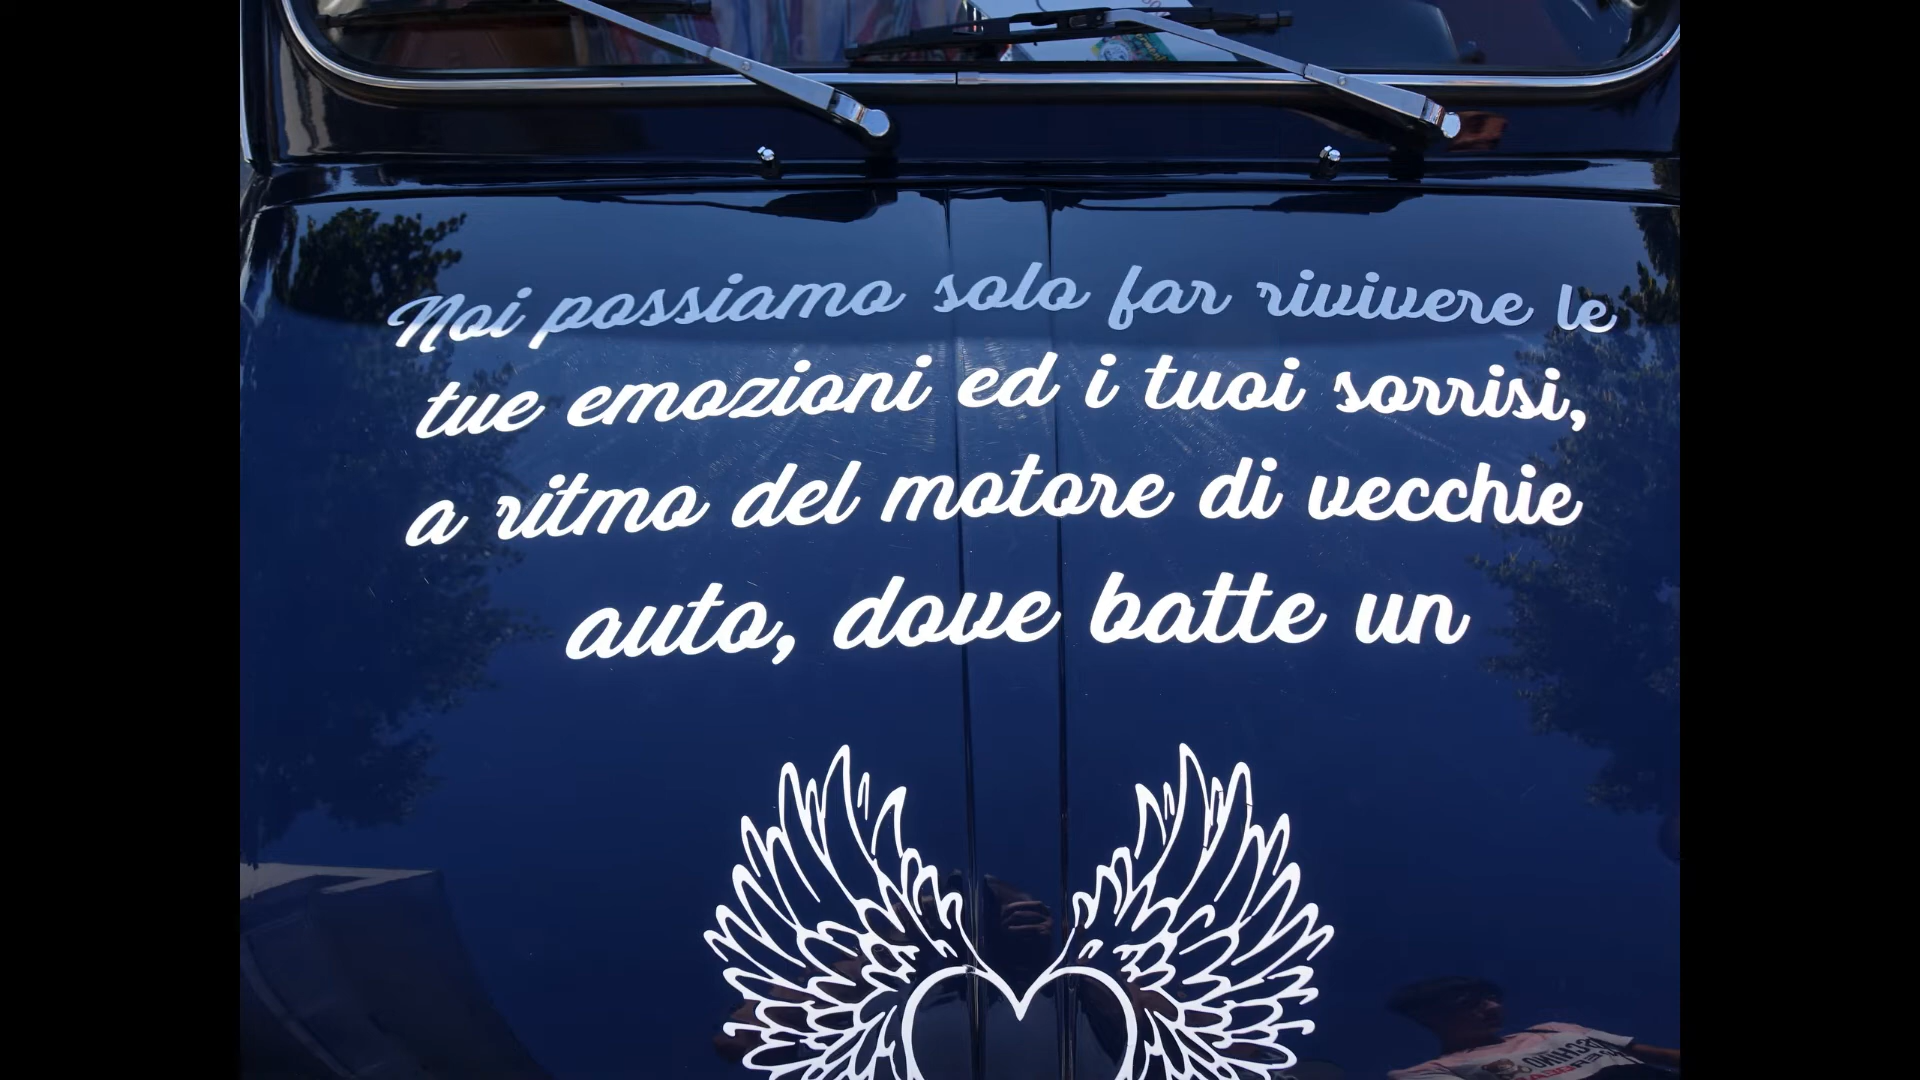 Noi possiamo solo far rivivere le
tue emozioni ed i tuoi sorrisi,
a ritmo del motore di vecchie
auto, dove batte un